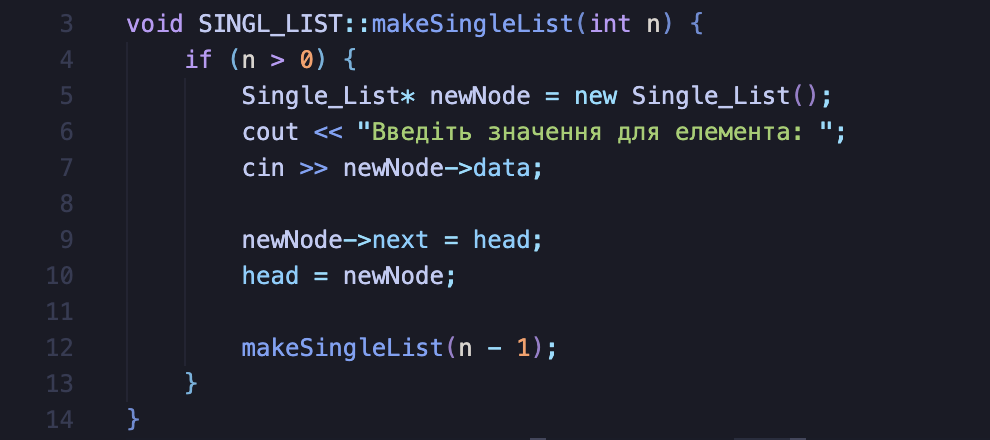 3 void SINGL_LIST::makeSingleList(int n) {
4 if (n > 0) {
5 Single_List* newNode = new Single_List();
6 cout << "Введіть значення для елемента: ";
7 cin >> newNode->data;
8
9 newNode->next = head;
10 head = newNode;
11
12 makeSingleList(n - 1);
13 }
14 }